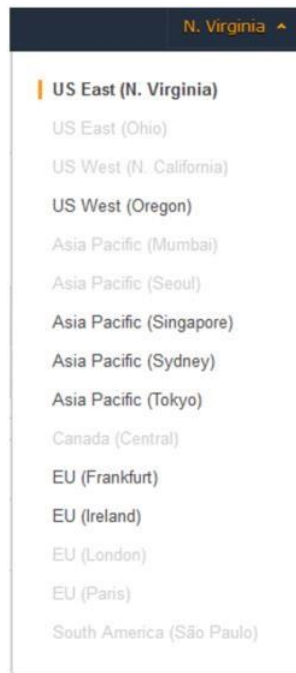 N. Virginia
US East (N. Virginia)
US East (Ohio)
US West (N. California)
US West (Oregon)
Asia Pacific (Mumbai)
Asia Pacific (Seoul)
Asia Pacific (Singapore)
Asia Pacific (Sydney)
Asia Pacific (Tokyo)
Canada (Central)
EU (Frankfurt)
EU (Ireland)
EU (London)
EU (Paris)
South America (São Paulo)